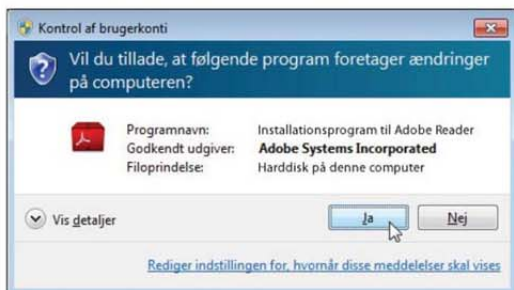 Kontrol af brugerkonti
Vil du tillade, at følgende program foretager ændringer
på computeren?
Programnavn: Installationsprogram til Adobe Reader
Godkendt udgiver: Adobe Systems Incorporated
Filoprindelse: Harddisk på denne computer
Vis detaljer
Ja
Nej
Rediger indstillingen for, hvornår disse meddelelser skal vises